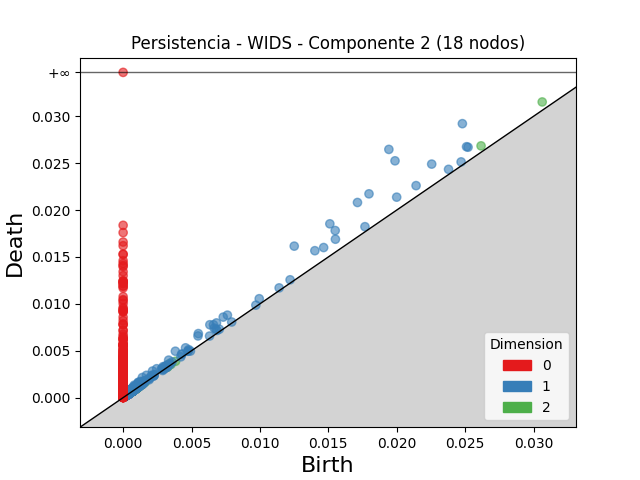 Persistencia - WIDS - Componente 2 (18 nodos)
+∞
0.030
0.025
0.020
0.015
0.010
0.005
0.000
Death
Dimension
0
1
2
0.000 0.005 0.010 0.015 0.020 0.025 0.030
Birth